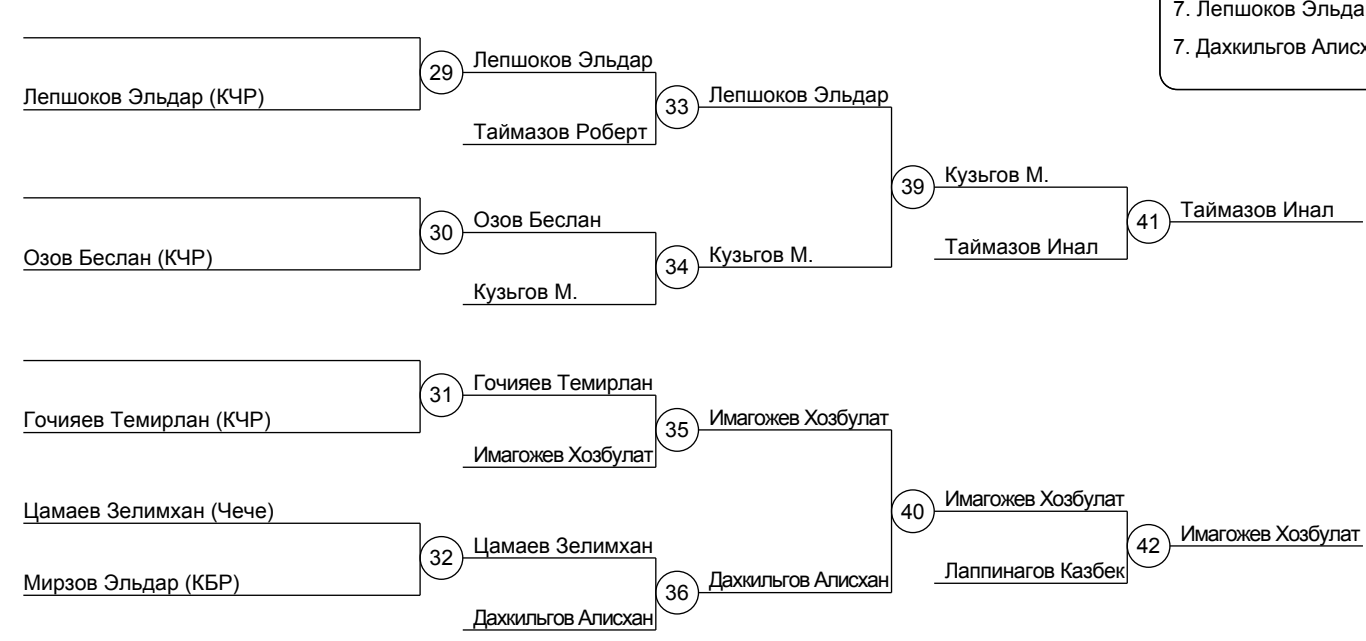 7. Лепшоков Эльда
7. Дахкильгов Алисх
Лепшоков Эльдар (КЧР)
29
Лепшоков Эльдар
Таймазов Роберт
33
Лепшоков Эльдар
Озов Беслан (КЧР)
30
Озов Беслан
Кузьгов М.
34
Кузьгов М.
39
Кузьгов М.
Таймазов Инал
41
Таймазов Инал
Гочияев Темирлан (КЧР)
31
Гочияев Темирлан
Имагожев Хозбулат
35
Имагожев Хозбулат
Цамаев Зелимхан (Чече)
Мирзов Эльдар (КБР)
32
Цамаев Зелимхан
Дахкильгов Алисхан
36
Дахкильгов Алисхан
40
Имагожев Хозбулат
Лаппинагов Казбек
42
Имагожев Хозбулат